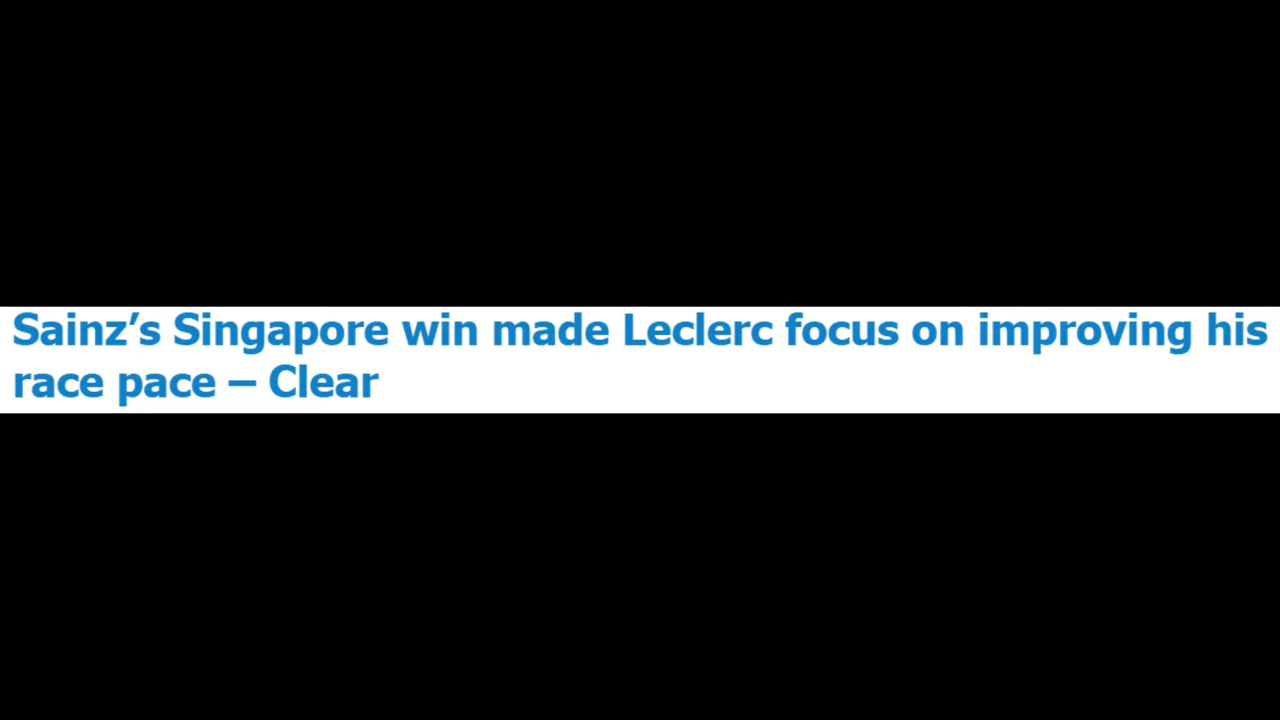 Sainz’s Singapore win made Leclerc focus on improving his
race pace – Clear